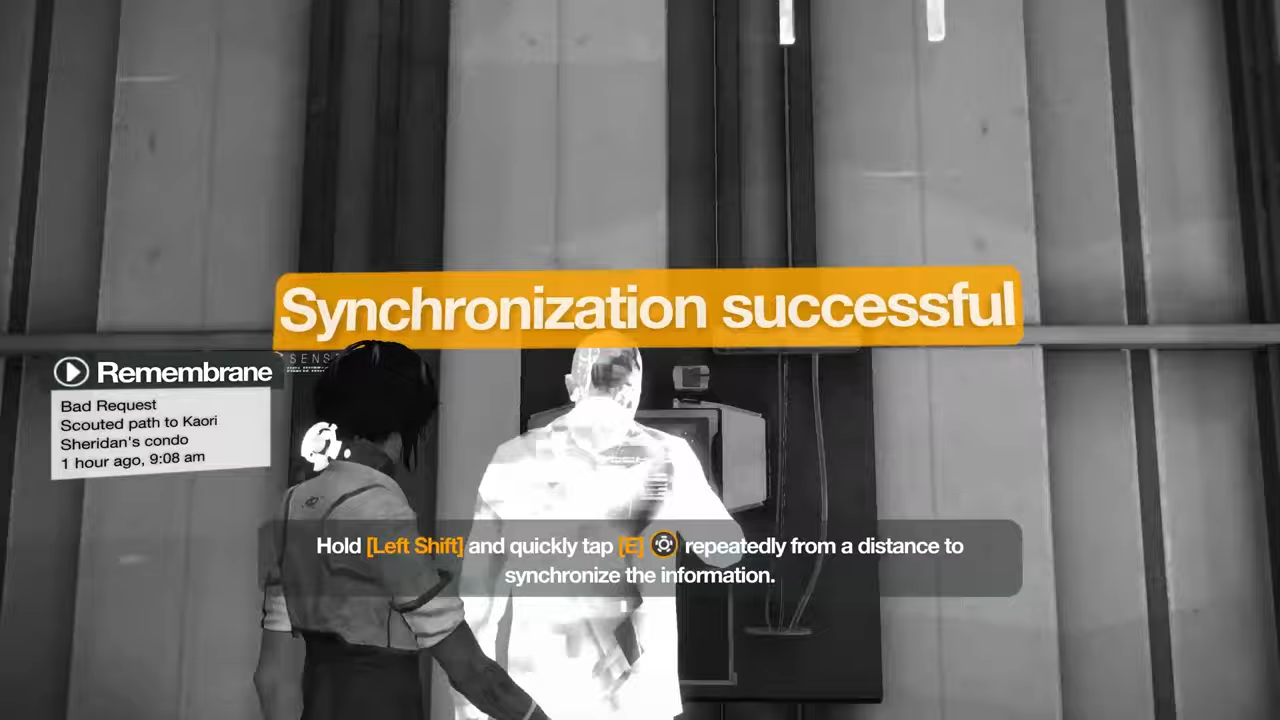 Synchronization successful
SENS
Remembrane
Bad Request
Scouted path to Kaori
Sheridan's condo
1 hour ago, 9:08 am
Hold [Left Shift] and quickly tap [E] repeatedly from a distance to
synchronize the information.